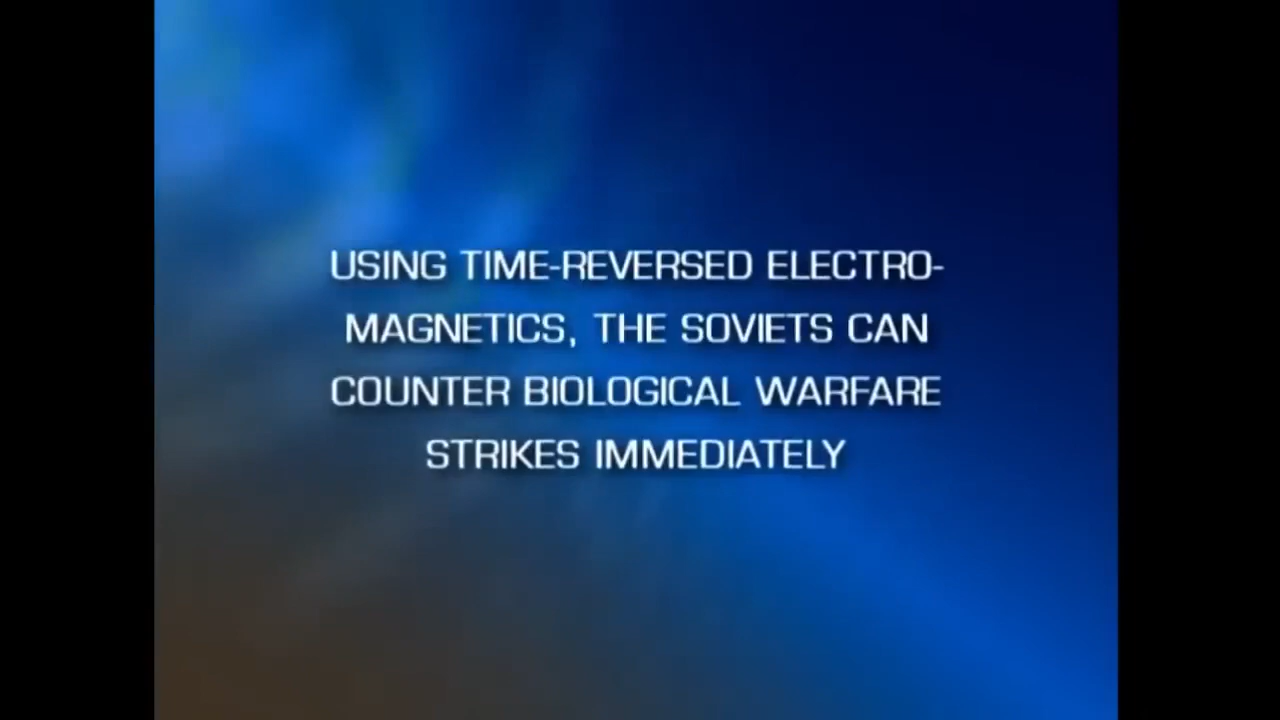 USING TIME-REVERSED ELECTRO-
MAGNETICS, THE SOVIETS CAN
COUNTER BIOLOGICAL WARFARE
STRIKES IMMEDIATELY